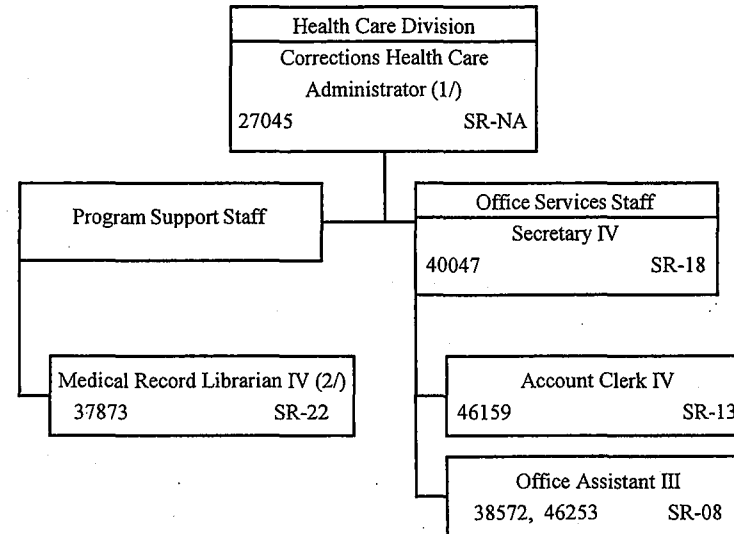 Health Care Division
Corrections Health Care
Administrator (1/)
27045 SR-NA
Program Support Staff
Office Services Staff
Secretary IV
40047 SR-18
Medical Record Librarian IV (2/)
37873 SR-22
Account Clerk IV
46159 SR-13
Office Assistant III
38572, 46253 SR-08